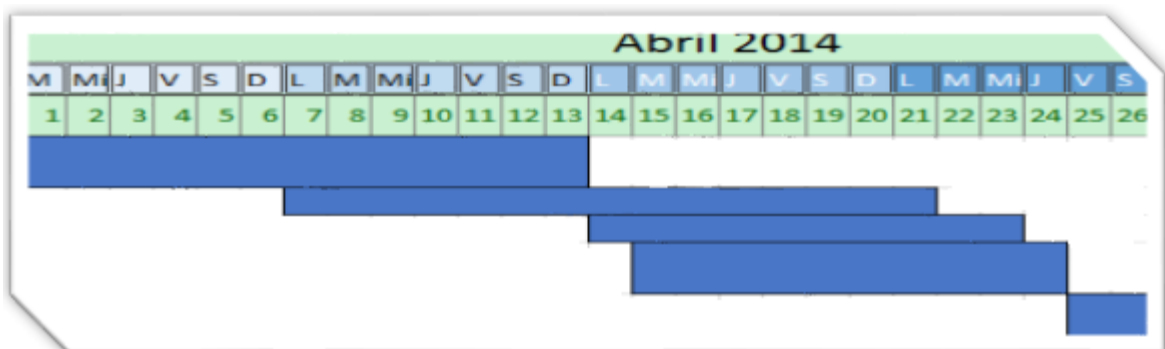 Abril 2014
M Mi J V S D L M Mi J V S D L M Mi J V S D L M Mi J V S
1 2 3 4 5 6 7 8 9 10 11 12 13 14 15 16 17 18 19 20 21 22 23 24 25 26